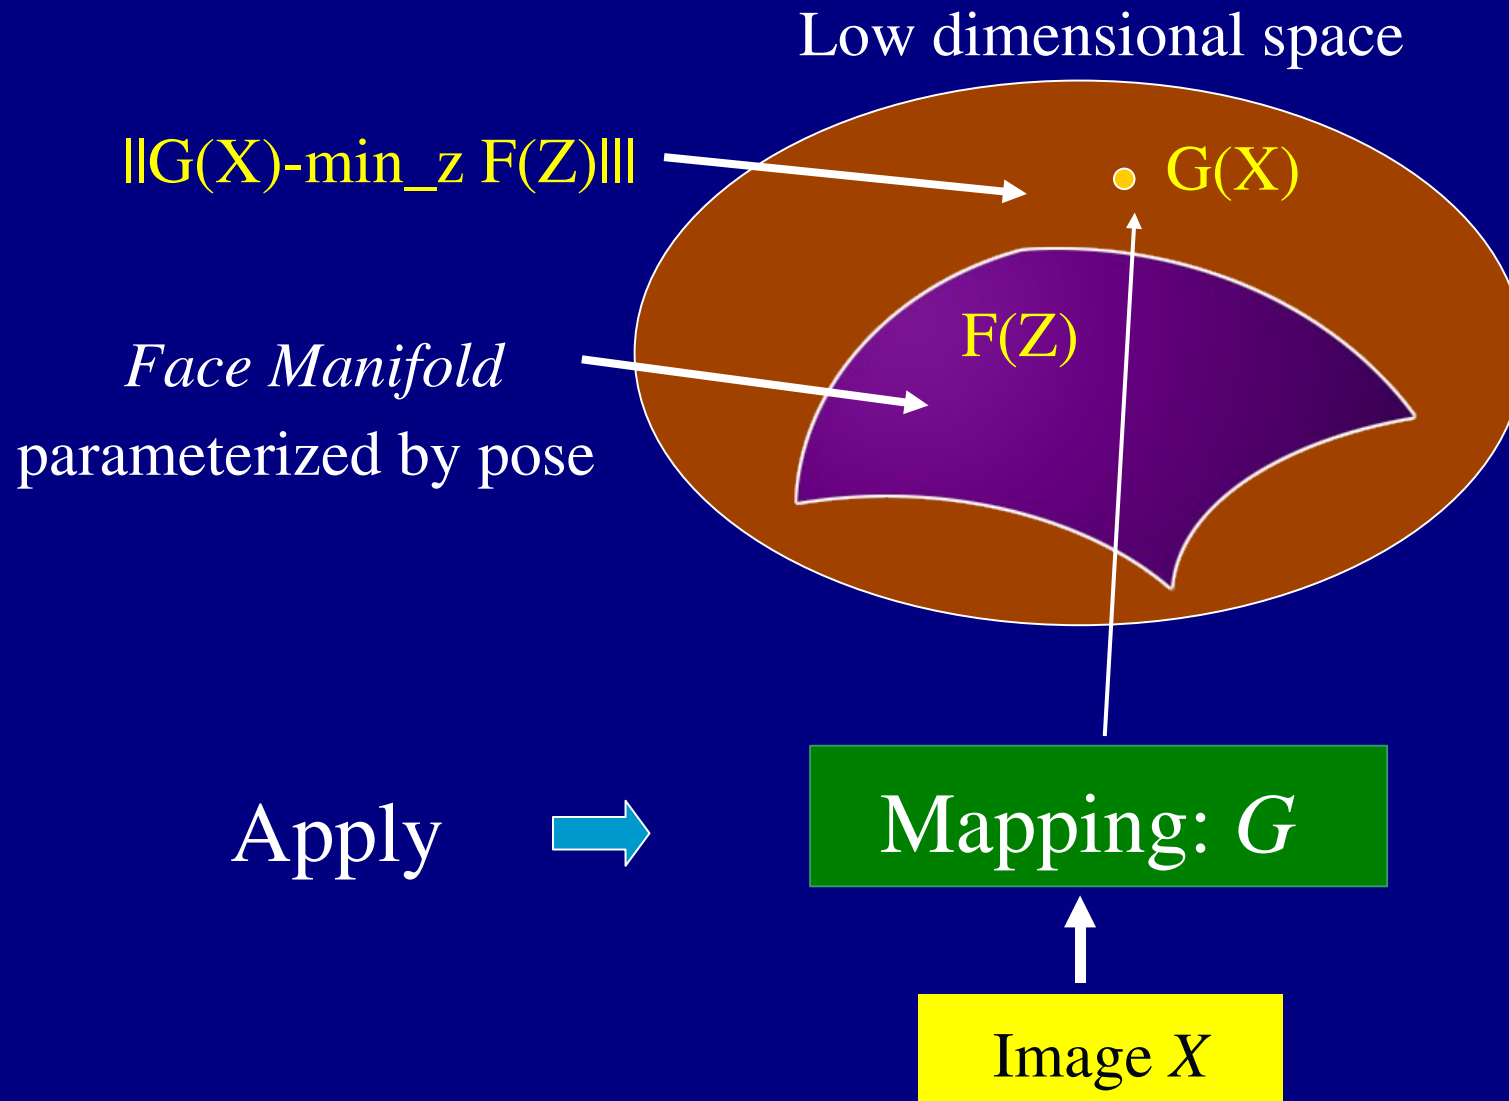 Low dimensional space
||G(X)-min_z F(Z)|||
G(X)
F(Z)
Face Manifold
parameterized by pose
Apply
Mapping: G
Image X